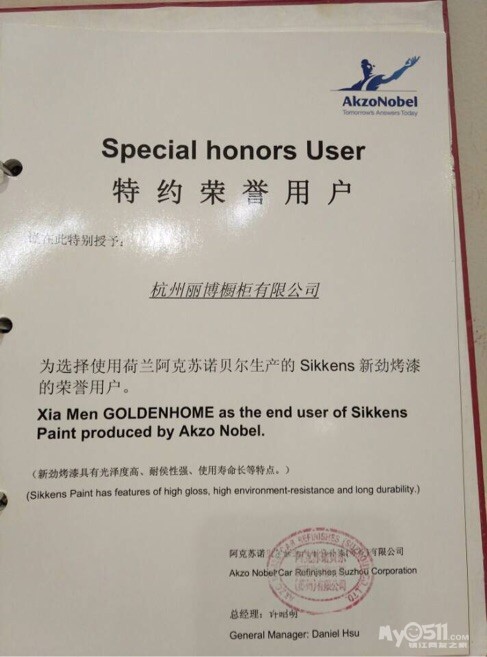 AkzoNobel
Tomorrow's Answers Today
Special honors User
特约荣誉用户
在此特别授予：
杭州丽博橱柜有限公司
为选择使用荷兰阿克苏诺贝尔生产的 Sikkens 新劲烤漆
的荣誉用户。
Xia Men GOLDENHOME as the end user of Sikkens
Paint produced by Akzo Nobel.
（新劲烤漆具有光泽度高、耐侯性强、使用寿命长等特点。）
(Sikkens Paint has features of high gloss, high environment-resistance and long durability.)
阿克苏诺 有限公司
Akzo Nobel Car Refinishes Suzhou Corporation
总经理：许昭明
General Manager: Daniel Hsu
My0511.com